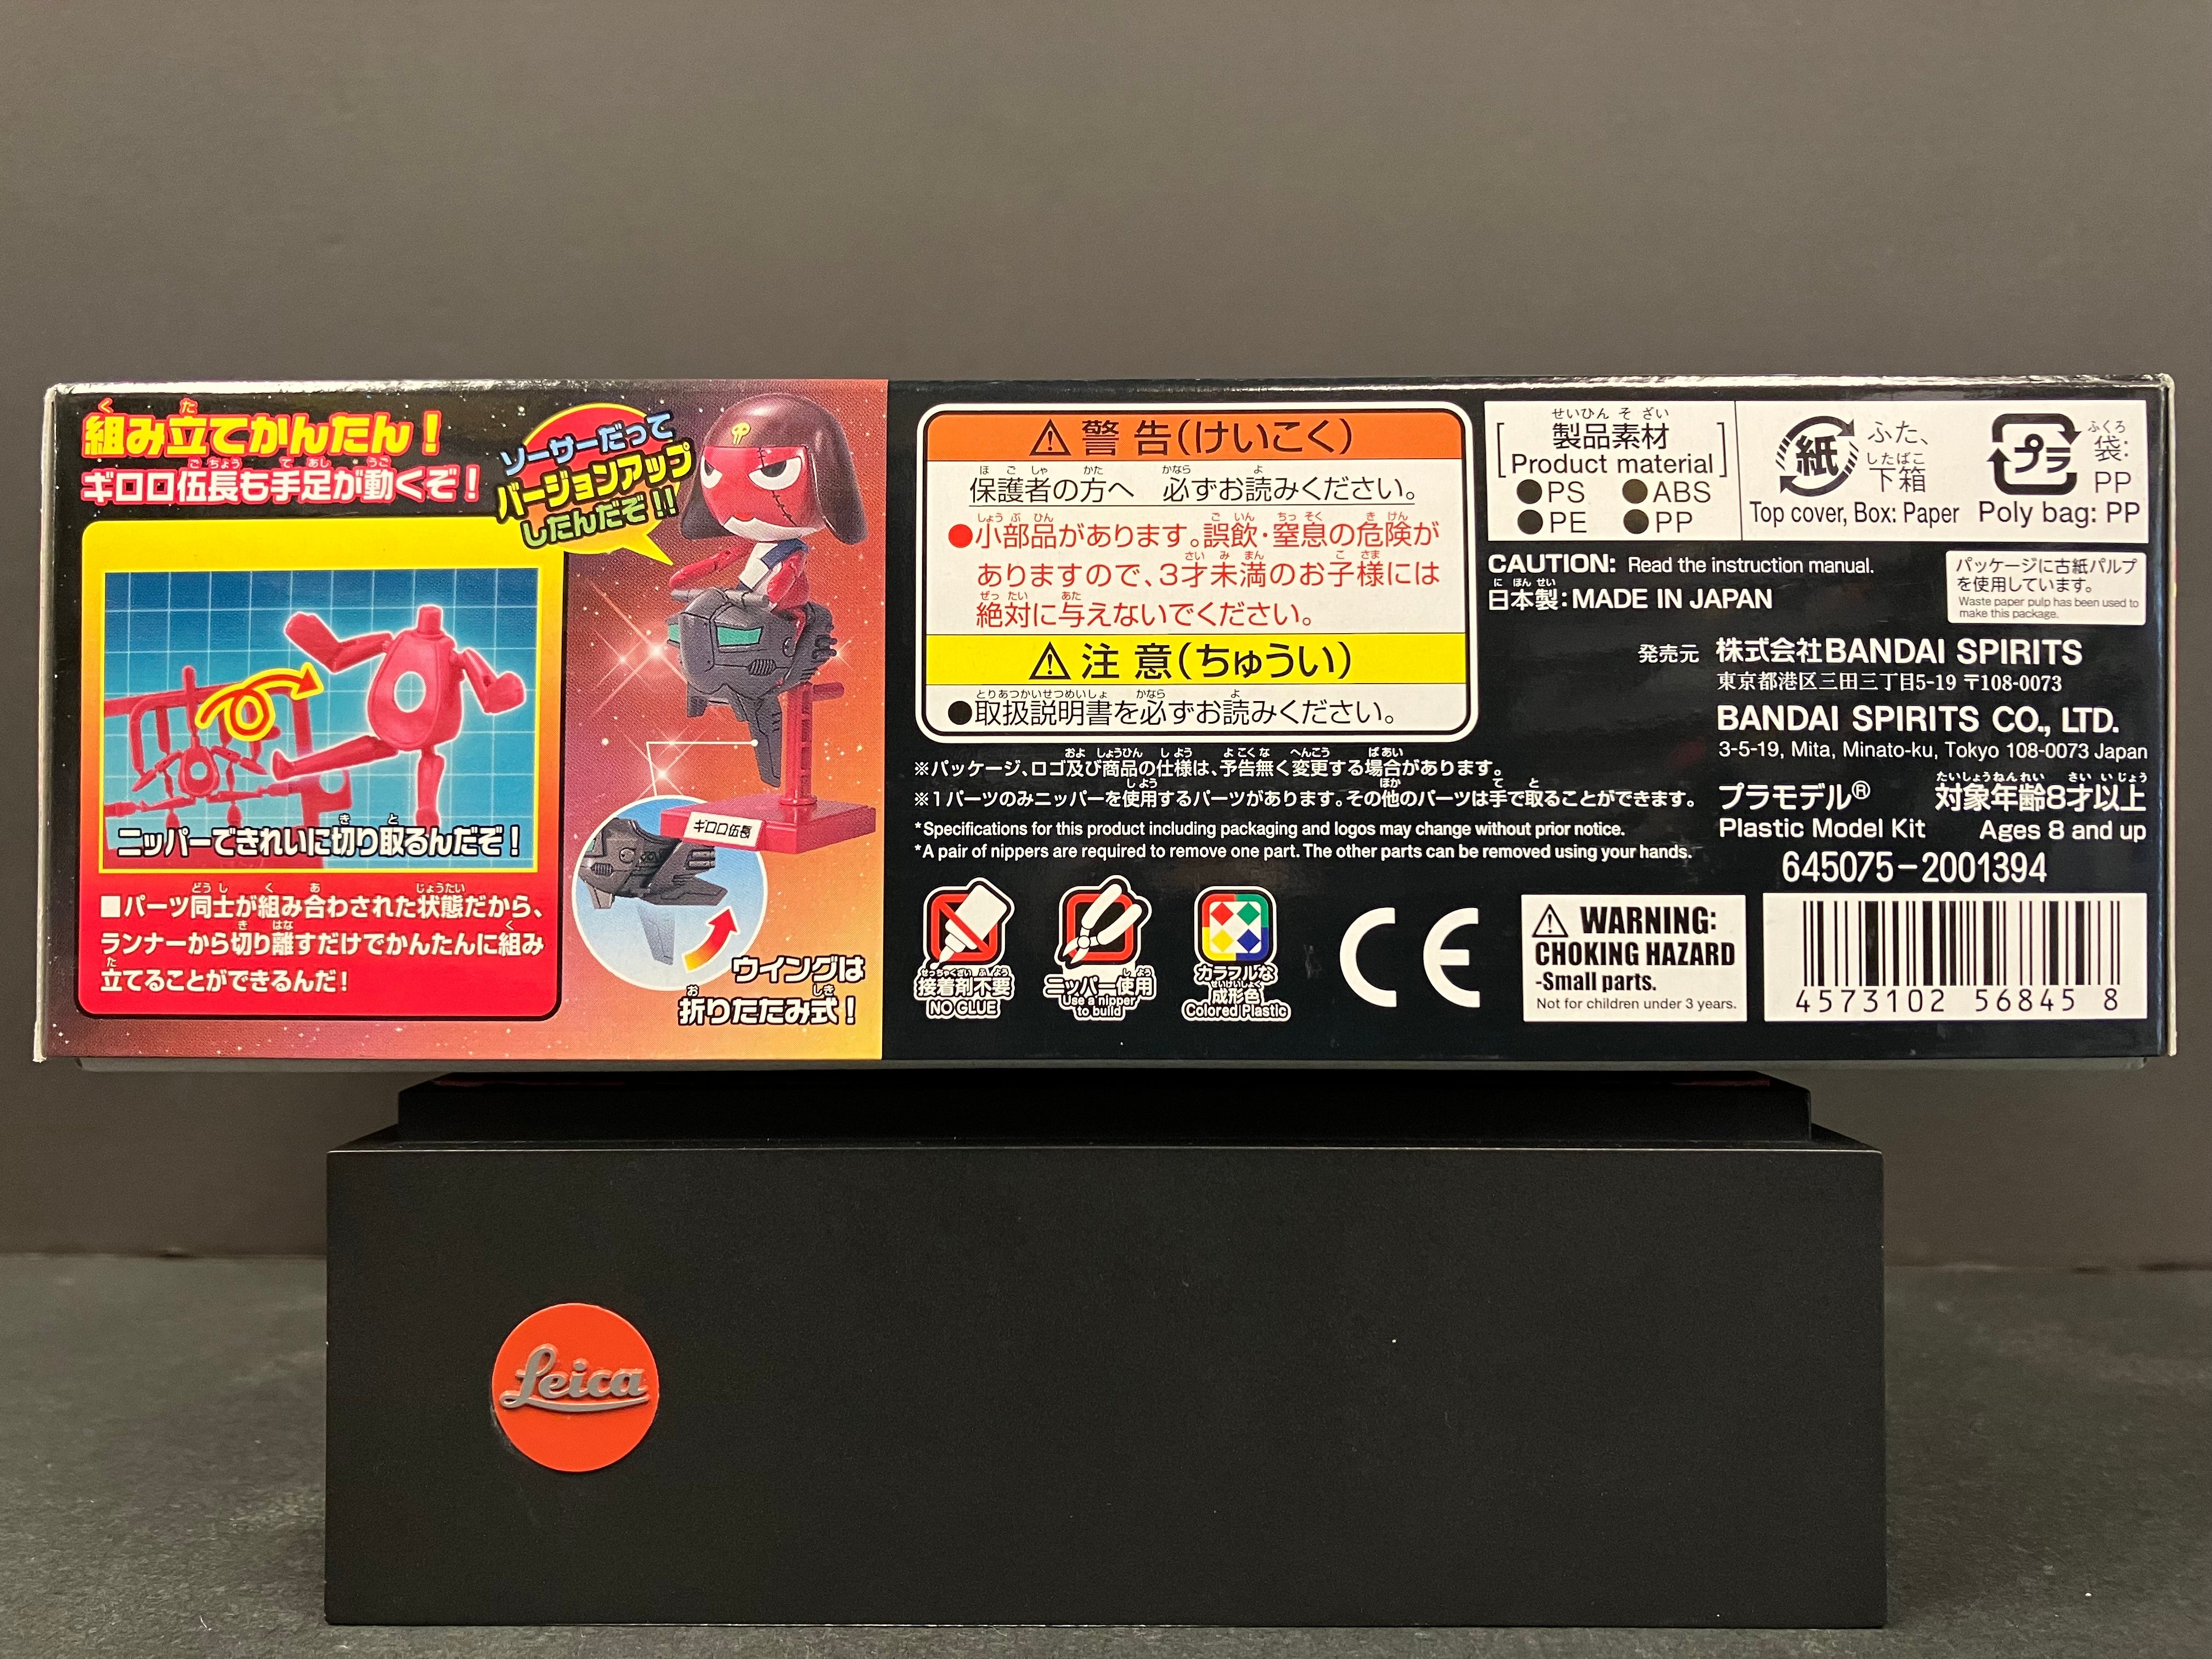 組み立てかんたん！
ギロロ伍長も手足が動くぞ！
ソーサーだって
バージョンアップ
したんだぞ!!
ニッパーできれいに切り取るんだぞ！
■パーツ同士が組み合わされた状態だから、
ランナーから切り離すだけでかんたんに組み
立てることができるんだ！
ギロロ伍長
ウイングは
折りたたみ式！
⚠警告(けいこく)
保護者の方へ 必ずお読みください。
●小部品があります。誤飲・窒息の危険が
ありますので、3才未満のお子様には
絶対に与えないでください。
⚠注意(ちゅうい)
●取扱説明書を必ずお読みください。
※パッケージ、ロゴ及び商品の仕様は、予告無く変更する場合があります。
※1パーツのみニッパーを使用するパーツがあります。その他のパーツは手で取ることができます。
*Specifications for this product including packaging and logos may change without prior notice.
*A pair of nippers are required to remove one part. The other parts can be removed using your hands.
接着剤不要
NO GLUE
ニッパー使用
Use a nipper
to build
カラフルな
成形色
Colored Plastic
CE
製品素材
[Product material]
●PS ●ABS
●PE ●PP
紙
ふた、
下箱
Top cover, Box: Paper
プラ
袋:
PP
Poly bag: PP
CAUTION: Read the instruction manual.
日本製:MADE IN JAPAN
パッケージに古紙パルプ
を使用しています。
Waste paper pulp has been used to
make this package.
発売元 株式会社BANDAI SPIRITS
東京都港区三田三丁目5-19 〒108-0073
BANDAI SPIRITS CO., LTD.
3-5-19, Mita, Minato-ku, Tokyo 108-0073 Japan
プラモデル® 対象年齢8才以上
Plastic Model Kit Ages 8 and up
645075-2001394
⚠WARNING:
CHOKING HAZARD
-Small parts.
Not for children under 3 years.
4573102 56845 8
Leica